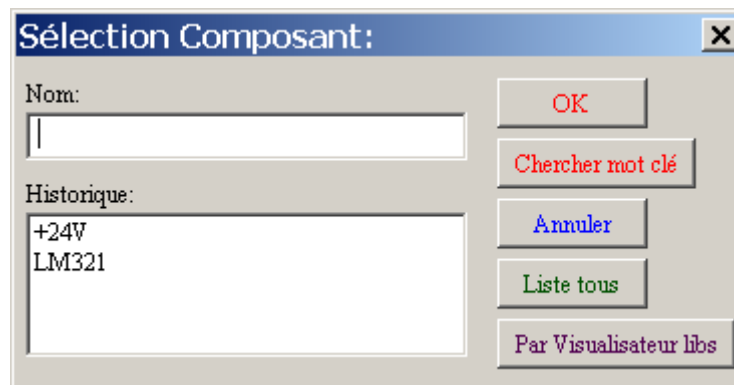 Sélection Composant:
Nom:
OK
Chercher mot clé
Historique:
+24V
LM321
Annuler
Liste tous
Par Visualisateur libs